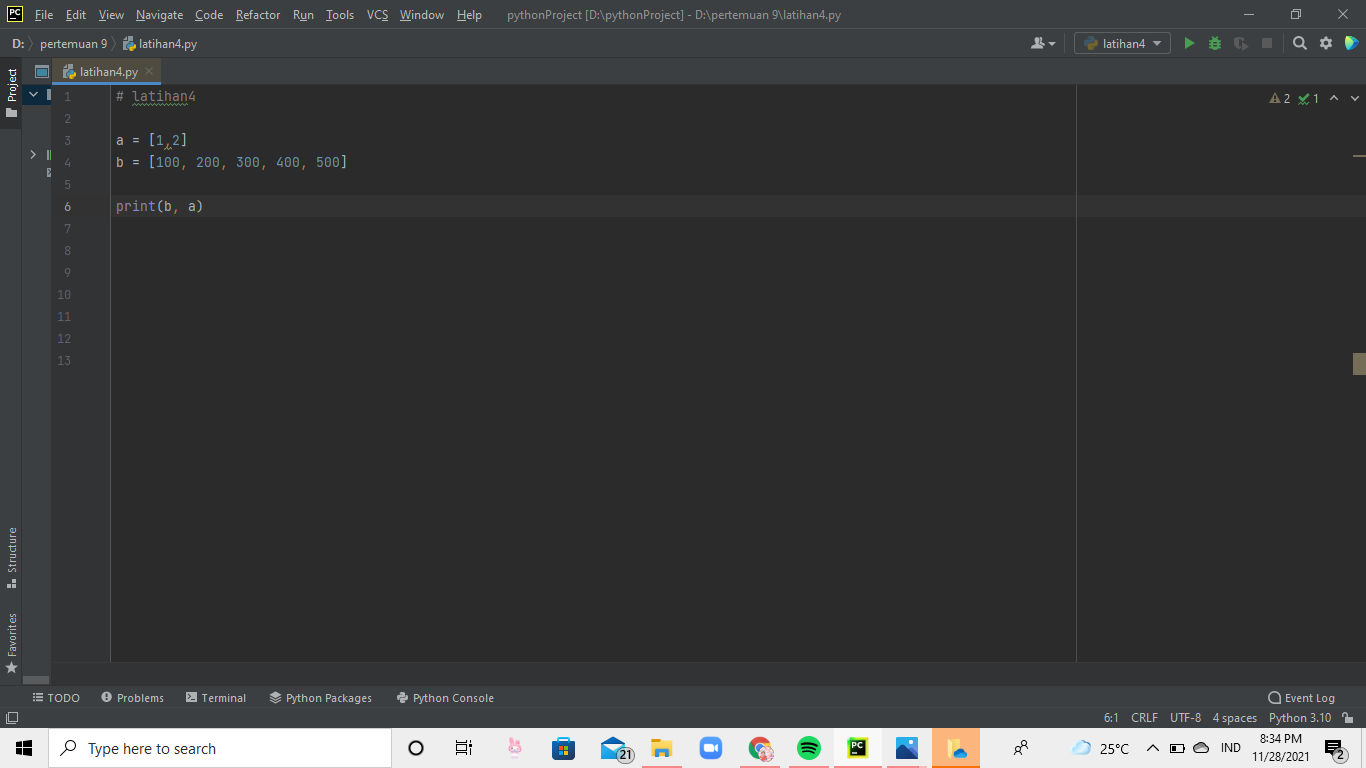 PC File Edit View Navigate Code Refactor Run Tools VCS Window Help pythonProject [D:\pythonProject] - D:\pertemuan 9\latihan4.py
D: pertemuan 9 latihan4.py latihan4
Project
latihan4.py
1 # latihan4
2
3 a = [1,2]
4 b = [100, 200, 300, 400, 500]
5
6 print(b, a)
7
8
9
10
11
12
13
2 1
Structure
Favorites
TODO Problems Terminal Python Packages Python Console Event Log
6:1 CRLF UTF-8 4 spaces Python 3.10
Type here to search 21 PC 25°C IND 8:34 PM
11/28/2021 2